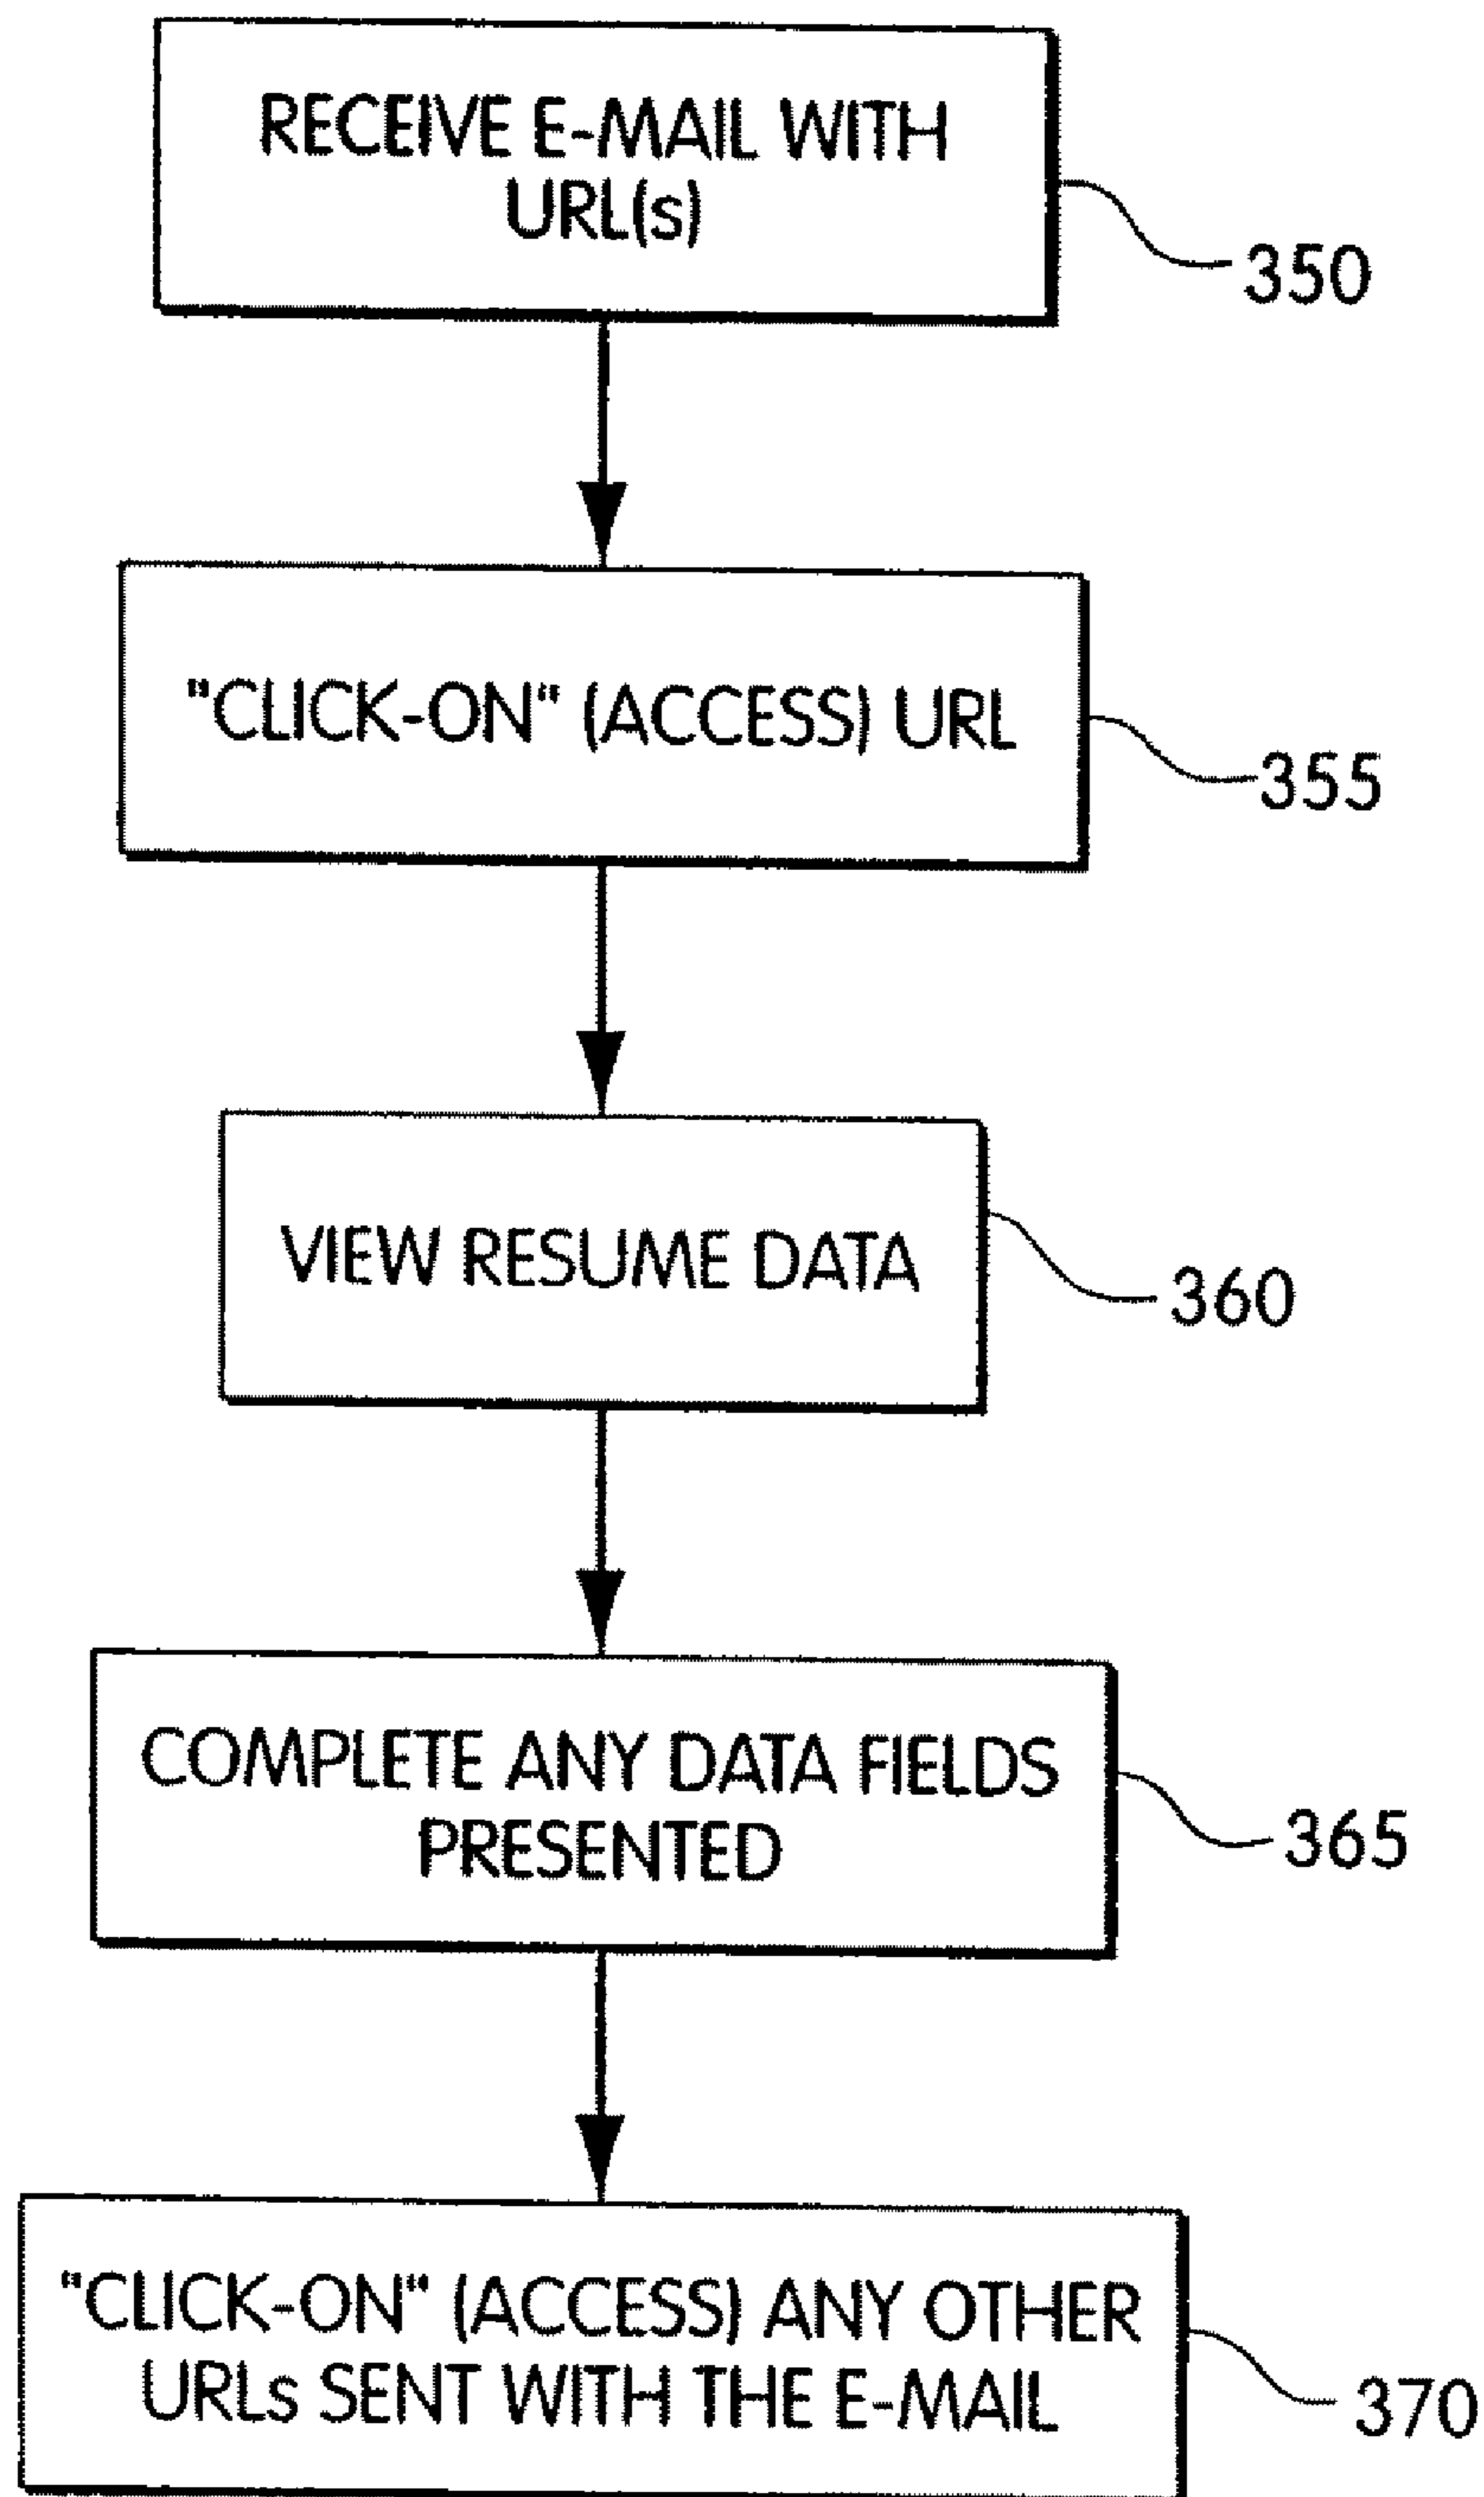 RECEIVE E-MAIL WITH
URL(s)
350
"CLICK-ON" (ACCESS) URL
355
VIEW RESUME DATA
360
COMPLETE ANY DATA FIELDS
PRESENTED
365
"CLICK-ON" (ACCESS) ANY OTHER
URLs SENT WITH THE E-MAIL
370